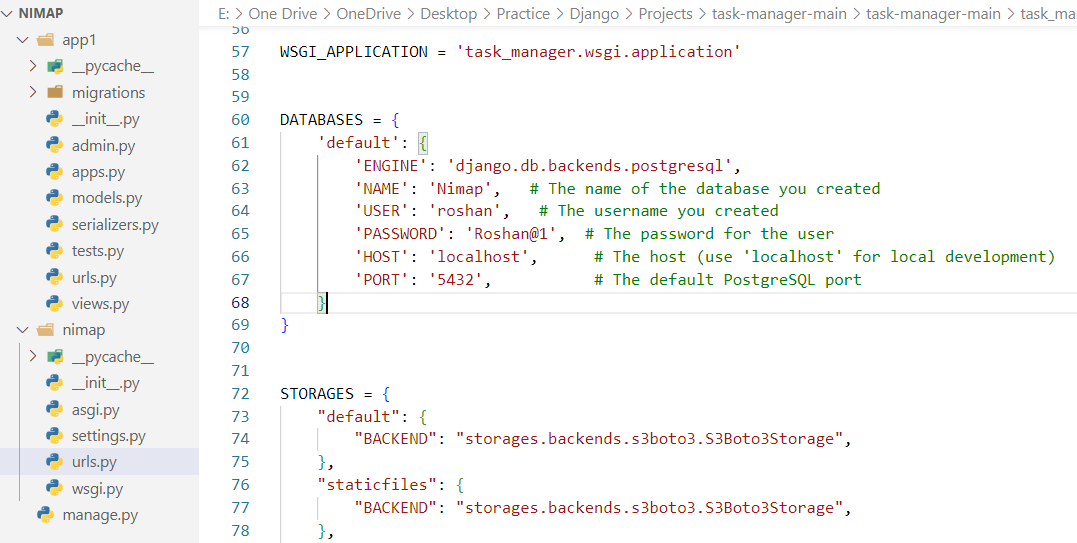 NIMAP
app1
__pycache__
migrations
__init__.py
admin.py
apps.py
models.py
serializers.py
tests.py
urls.py
views.py
nimap
__pycache__
__init__.py
asgi.py
settings.py
urls.py
wsgi.py
manage.py
E: > One Drive > OneDrive > Desktop > Practice > Django > Projects > task-manager-main > task-manager-main > task_ma
56
57 WSGI_APPLICATION = 'task_manager.wsgi.application'
58
59
60 DATABASES = {
61     'default': {
62         'ENGINE': 'django.db.backends.postgresql',
63         'NAME': 'Nimap',   # The name of the database you created
64         'USER': 'roshan',   # The username you created
65         'PASSWORD': 'Roshan@1',  # The password for the user
66         'HOST': 'localhost',      # The host (use 'localhost' for local development)
67         'PORT': '5432',           # The default PostgreSQL port
68     }
69 }
70
71
72 STORAGES = {
73     "default": {
74         "BACKEND": "storages.backends.s3boto3.S3Boto3Storage",
75     },
76     "staticfiles": {
77         "BACKEND": "storages.backends.s3boto3.S3Boto3Storage",
78     },